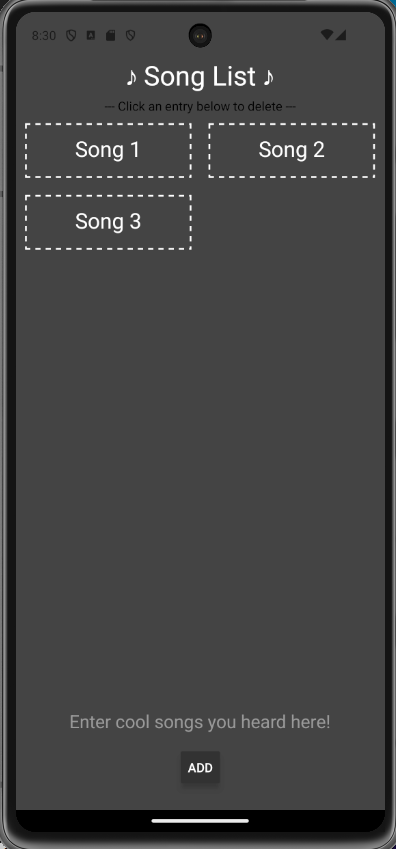 8:30
♪ Song List ♪
--- Click an entry below to delete ---
Song 1 Song 2
Song 3
Enter cool songs you heard here!
ADD